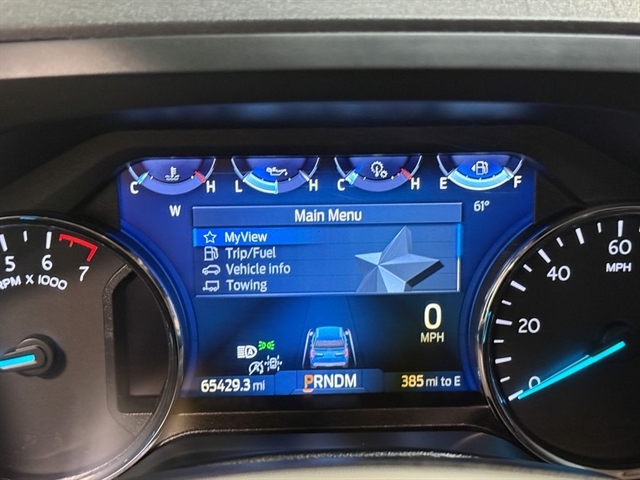 C H L H C H E F
W 61°
Main Menu
MyView
Trip/Fuel
Vehicle info
Towing
5 6 7
RPM X 1000
0
MPH
0 20 40 60
MPH
A
65429.3 mi PRNDM 385 mi to E